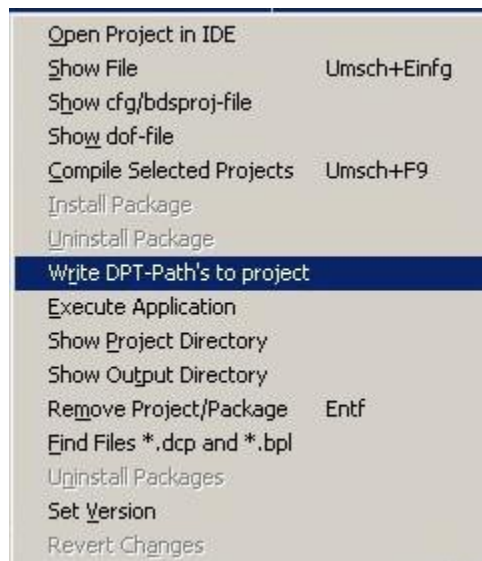 Open Project in IDE
Show File Umsch+Einfg
Show cfg/bdsproj-file
Show dof-file
Compile Selected Projects Umsch+F9
Install Package
Uninstall Package
Write DPT-Path's to project
Execute Application
Show Project Directory
Show Output Directory
Remove Project/Package Entf
Find Files *.dcp and *.bpl
Uninstall Packages
Set Version
Revert Changes